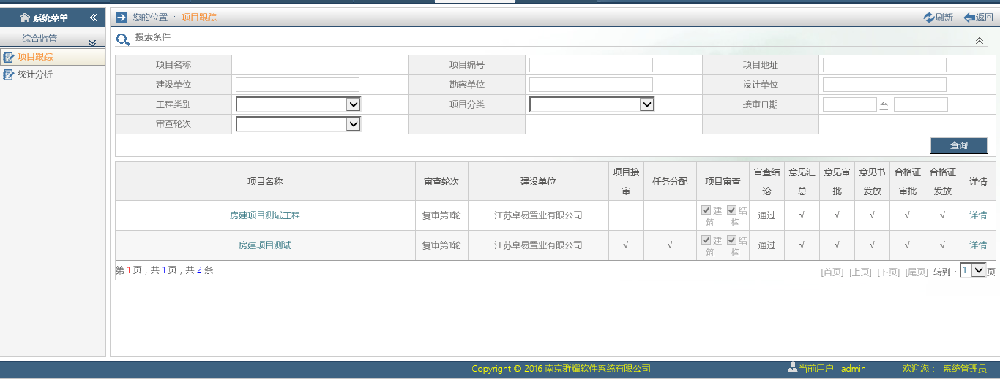 系统菜单
综合监管
项目跟踪
统计分析
您的位置 ： 项目跟踪
刷新 返回
搜索条件
项目名称 项目编号 项目地址
建设单位 勘察单位 设计单位
工程类别 项目分类 接审日期 至
审查轮次
查询
项目名称 审查轮次 建设单位 项目接审 任务分配 项目审查 审查结论 意见汇总 意见审批 意见书发放 合格证审批 合格证发放 详情
房建项目测试工程 复审第1轮 江苏卓易置业有限公司 建筑 结构 通过 √ √ √ √ √ 详情
房建项目测试 复审第1轮 江苏卓易置业有限公司 √ √ 建筑 结构 通过 √ √ √ √ √ 详情
第 1 页 , 共 1 页 , 共 2 条 [首页] [上页] [下页] [尾页] 转到 : 1 页
Copyright © 2016 南京群耀软件系统有限公司 当前用户: admin 欢迎您 : 系统管理员